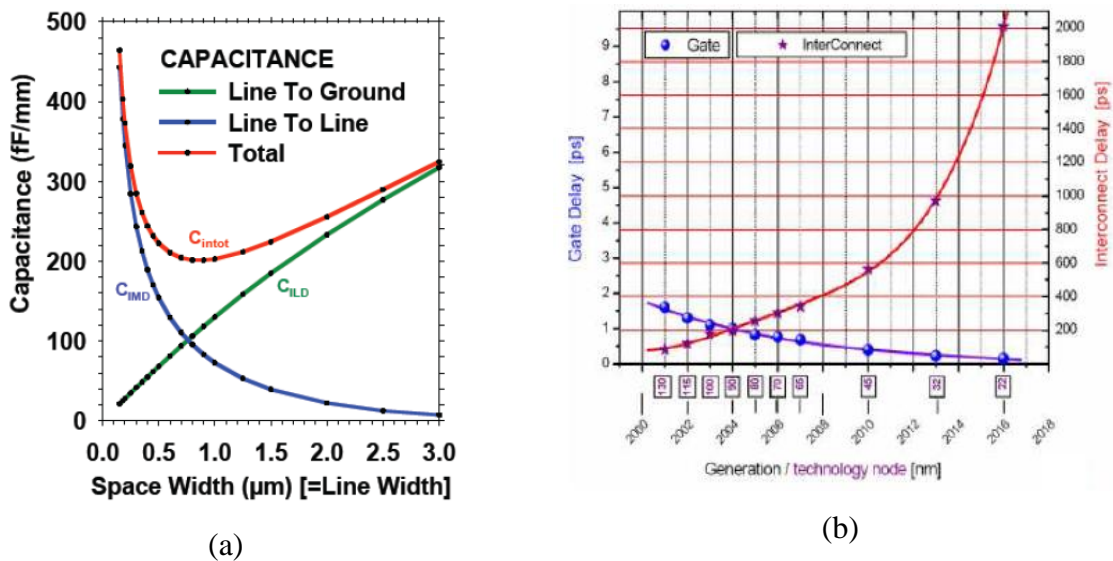 500
400
300
200
100
0
Capacitance (fF/mm)
CAPACITANCE
Line To Ground
Line To Line
Total
C_intot
C_IMD
C_ILD
0.0 0.5 1.0 1.5 2.0 2.5 3.0
Space Width (µm) [=Line Width]
(a)
Gate InterConnect
9
8
7
6
5
4
3
2
1
0
Gate Delay [ps]
2000
1800
1600
1400
1200
1000
800
600
400
200
Interconnect Delay [ps]
130 115 100 90 80 70 65 45 32 22
2000 2002 2004 2006 2008 2010 2012 2014 2016 2018
Generation / technology node [nm]
(b)